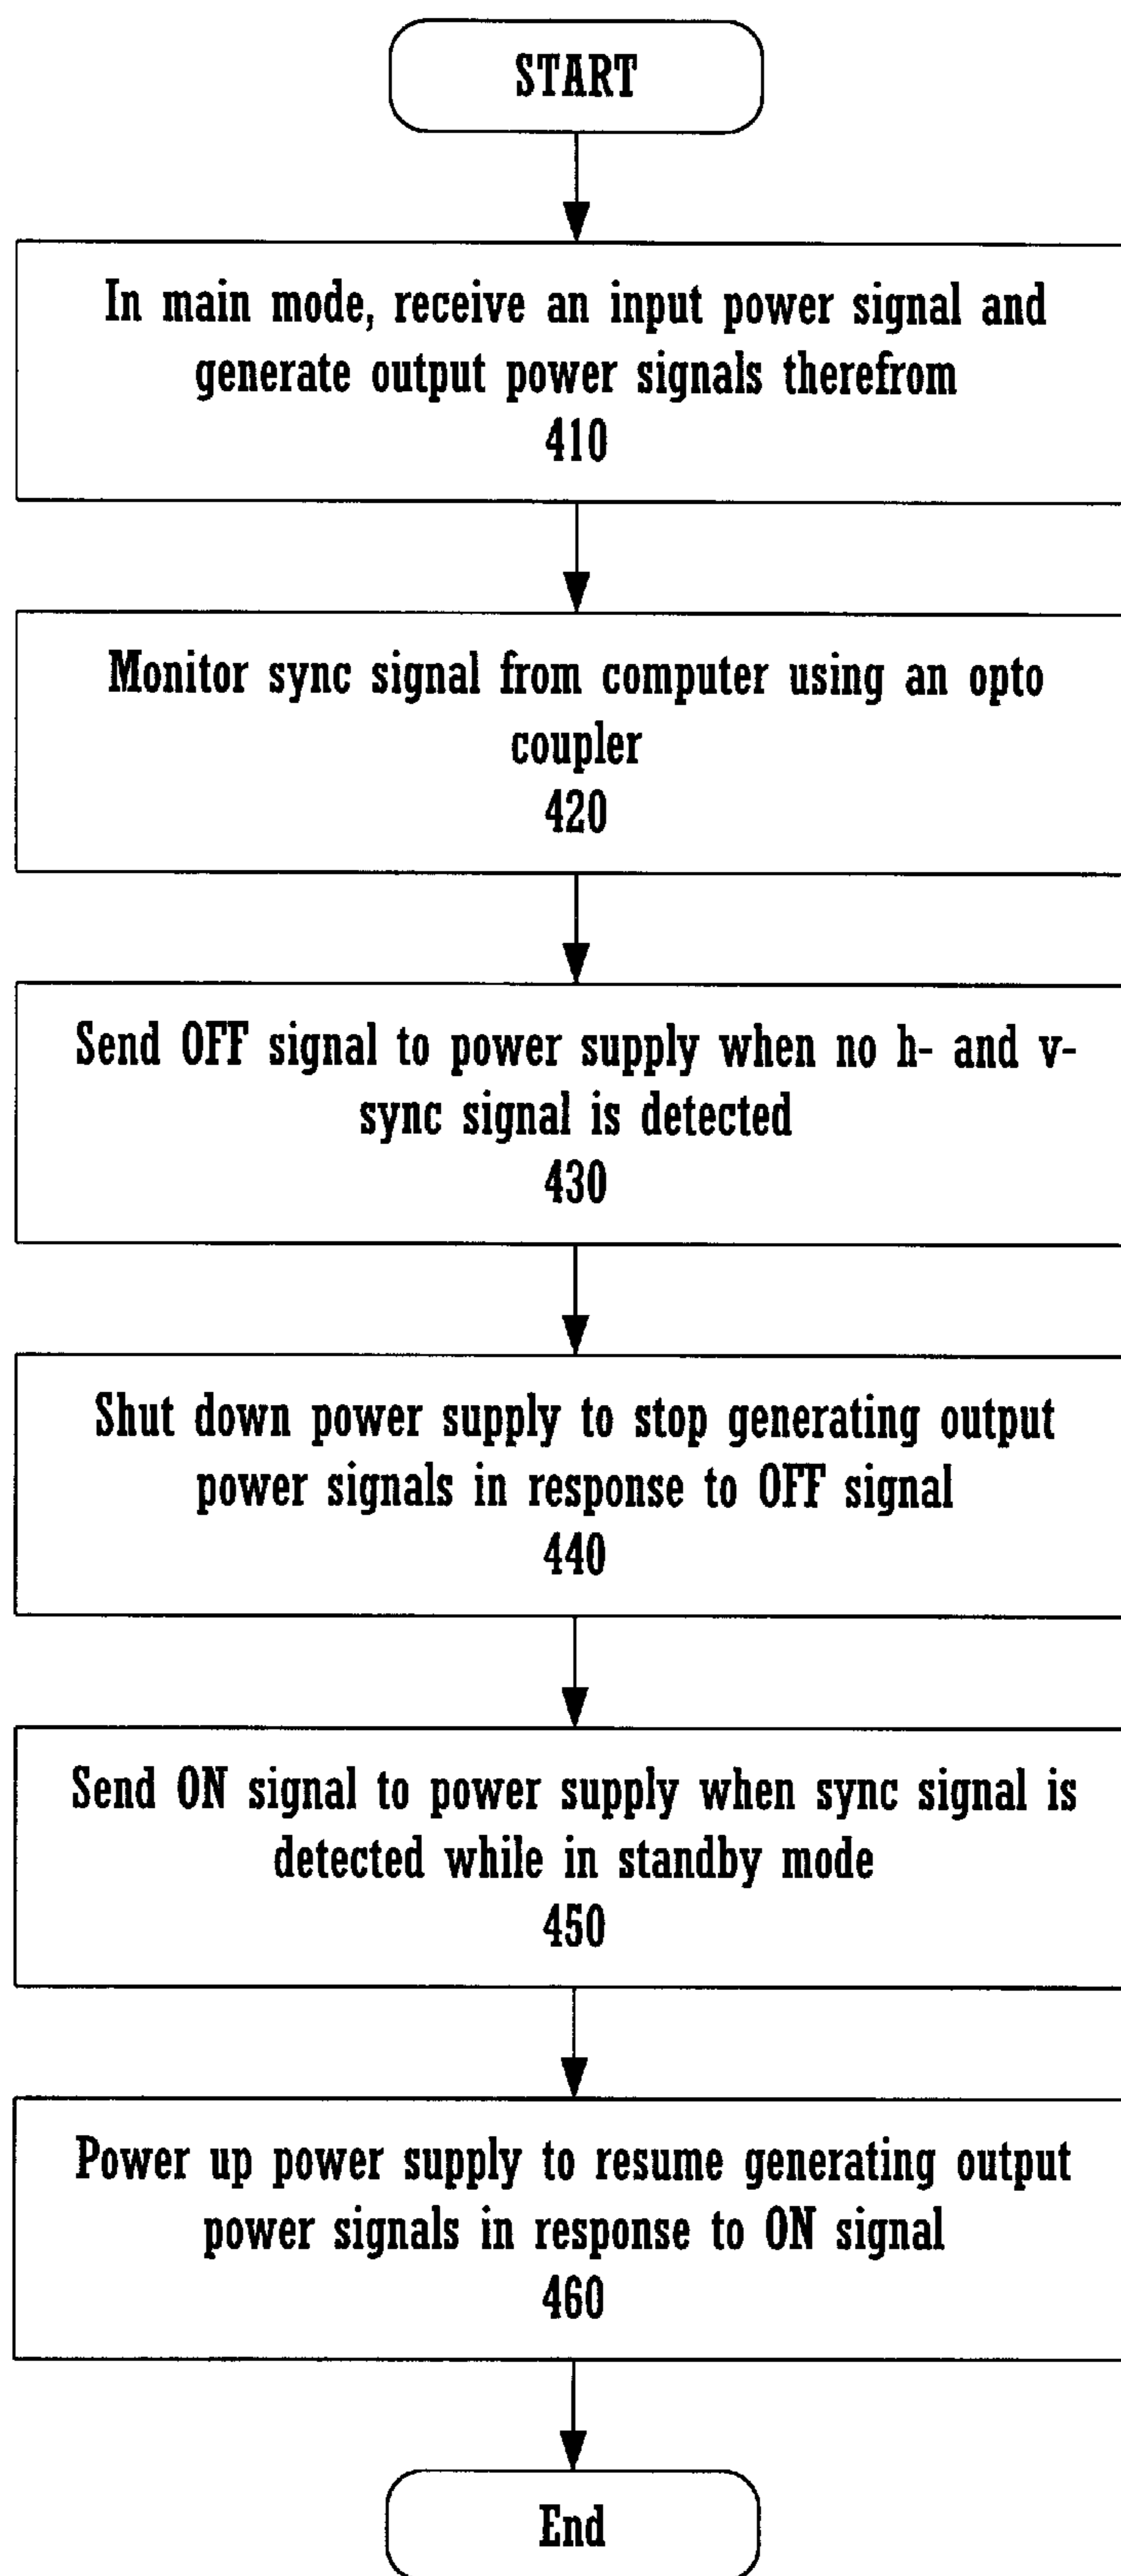 START
In main mode, receive an input power signal and
generate output power signals therefrom
410
Monitor sync signal from computer using an opto
coupler
420
Send OFF signal to power supply when no h- and v-
sync signal is detected
430
Shut down power supply to stop generating output
power signals in response to OFF signal
440
Send ON signal to power supply when sync signal is
detected while in standby mode
450
Power up power supply to resume generating output
power signals in response to ON signal
460
End